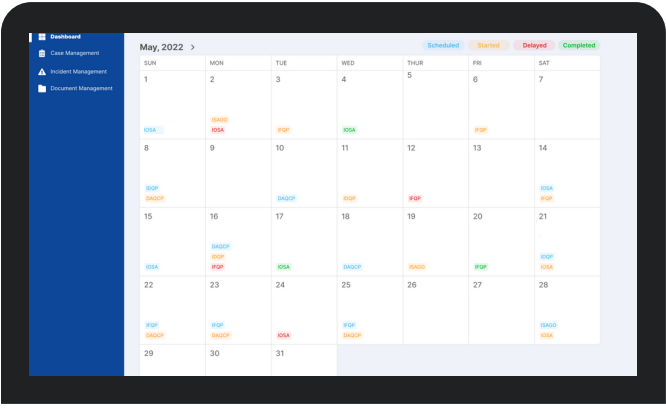 Dashboard
Case Management
Incident Management
Document Management
May, 2022 >
Scheduled Started Delayed Completed
SUN MON TUE WED THUR FRI SAT
1 2 3 4 5 6 7
ISAGO
IOSA IOSA IFQP IOSA IFQP
8 9 10 11 12 13 14
IDQP IOSA
DAQCP DAQCP IDQP IFQP IFQP
15 16 17 18 19 20 21
DAQCP
IDQP IDQP
IOSA IFQP IOSA DAQCP ISAGO IFQP IOSA
22 23 24 25 26 27 28
IFQP IFQP IFQP ISAGO
DAQCP DAQCP IOSA DAQCP IOSA
29 30 31